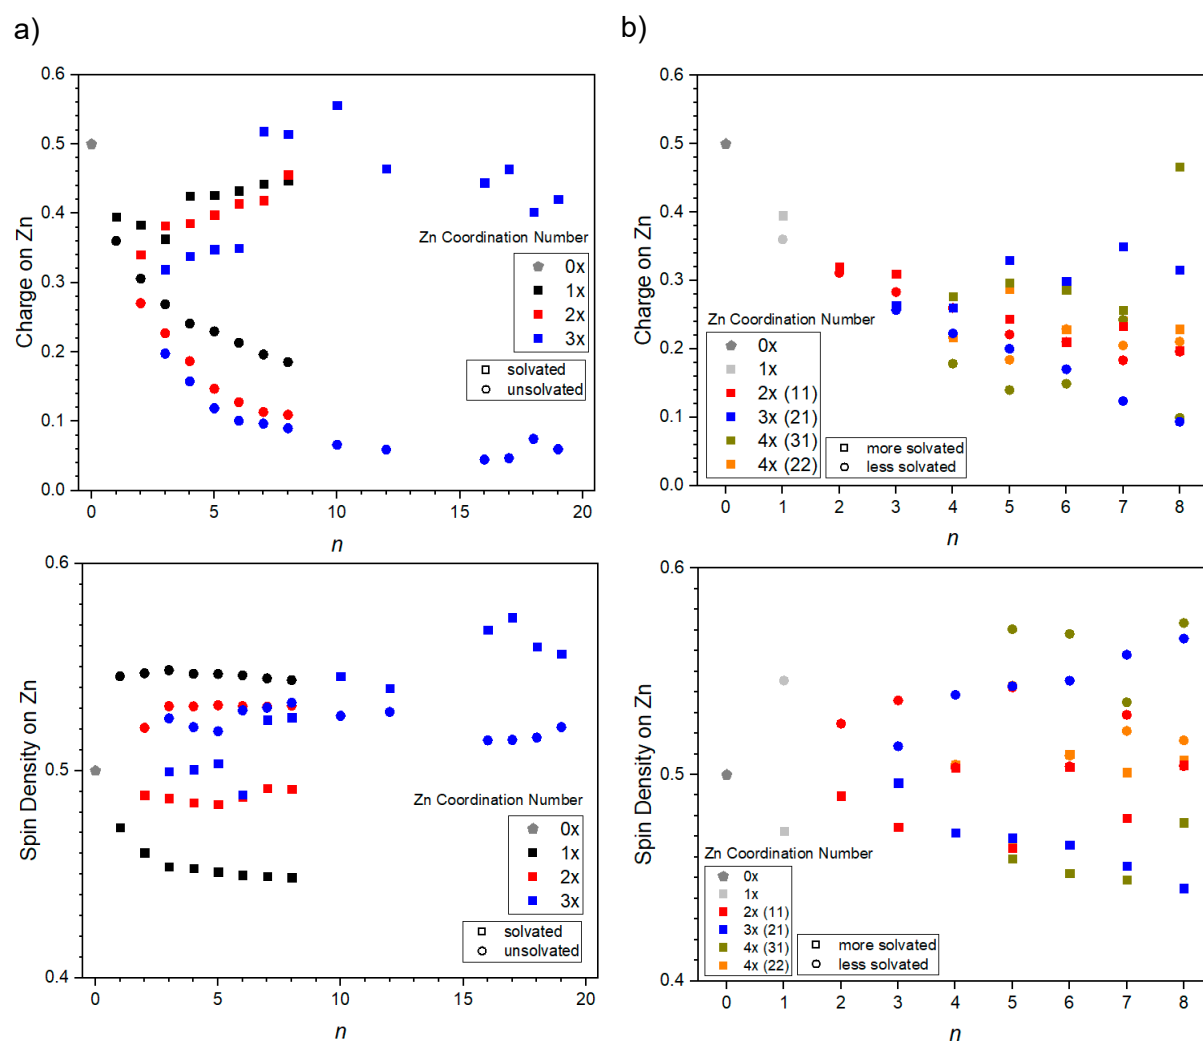 a)
b)
0.6
0.5
0.4
0.3
0.2
0.1
0.0
Charge on Zn
0 5 10 15 20
n
Zn Coordination Number
0x
1x
2x
3x
solvated
unsolvated
0.6
0.5
0.4
0.3
0.2
0.1
0.0
Charge on Zn
0 1 2 3 4 5 6 7 8
n
Zn Coordination Number
0x
1x
2x (11)
3x (21)
4x (31)
4x (22)
more solvated
less solvated
0.6
0.5
0.4
Spin Density on Zn
0 5 10 15 20
n
Zn Coordination Number
0x
1x
2x
3x
solvated
unsolvated
0.6
0.5
0.4
Spin Density on Zn
0 1 2 3 4 5 6 7 8
n
Zn Coordination Number
0x
1x
2x (11)
3x (21)
4x (31)
4x (22)
more solvated
less solvated